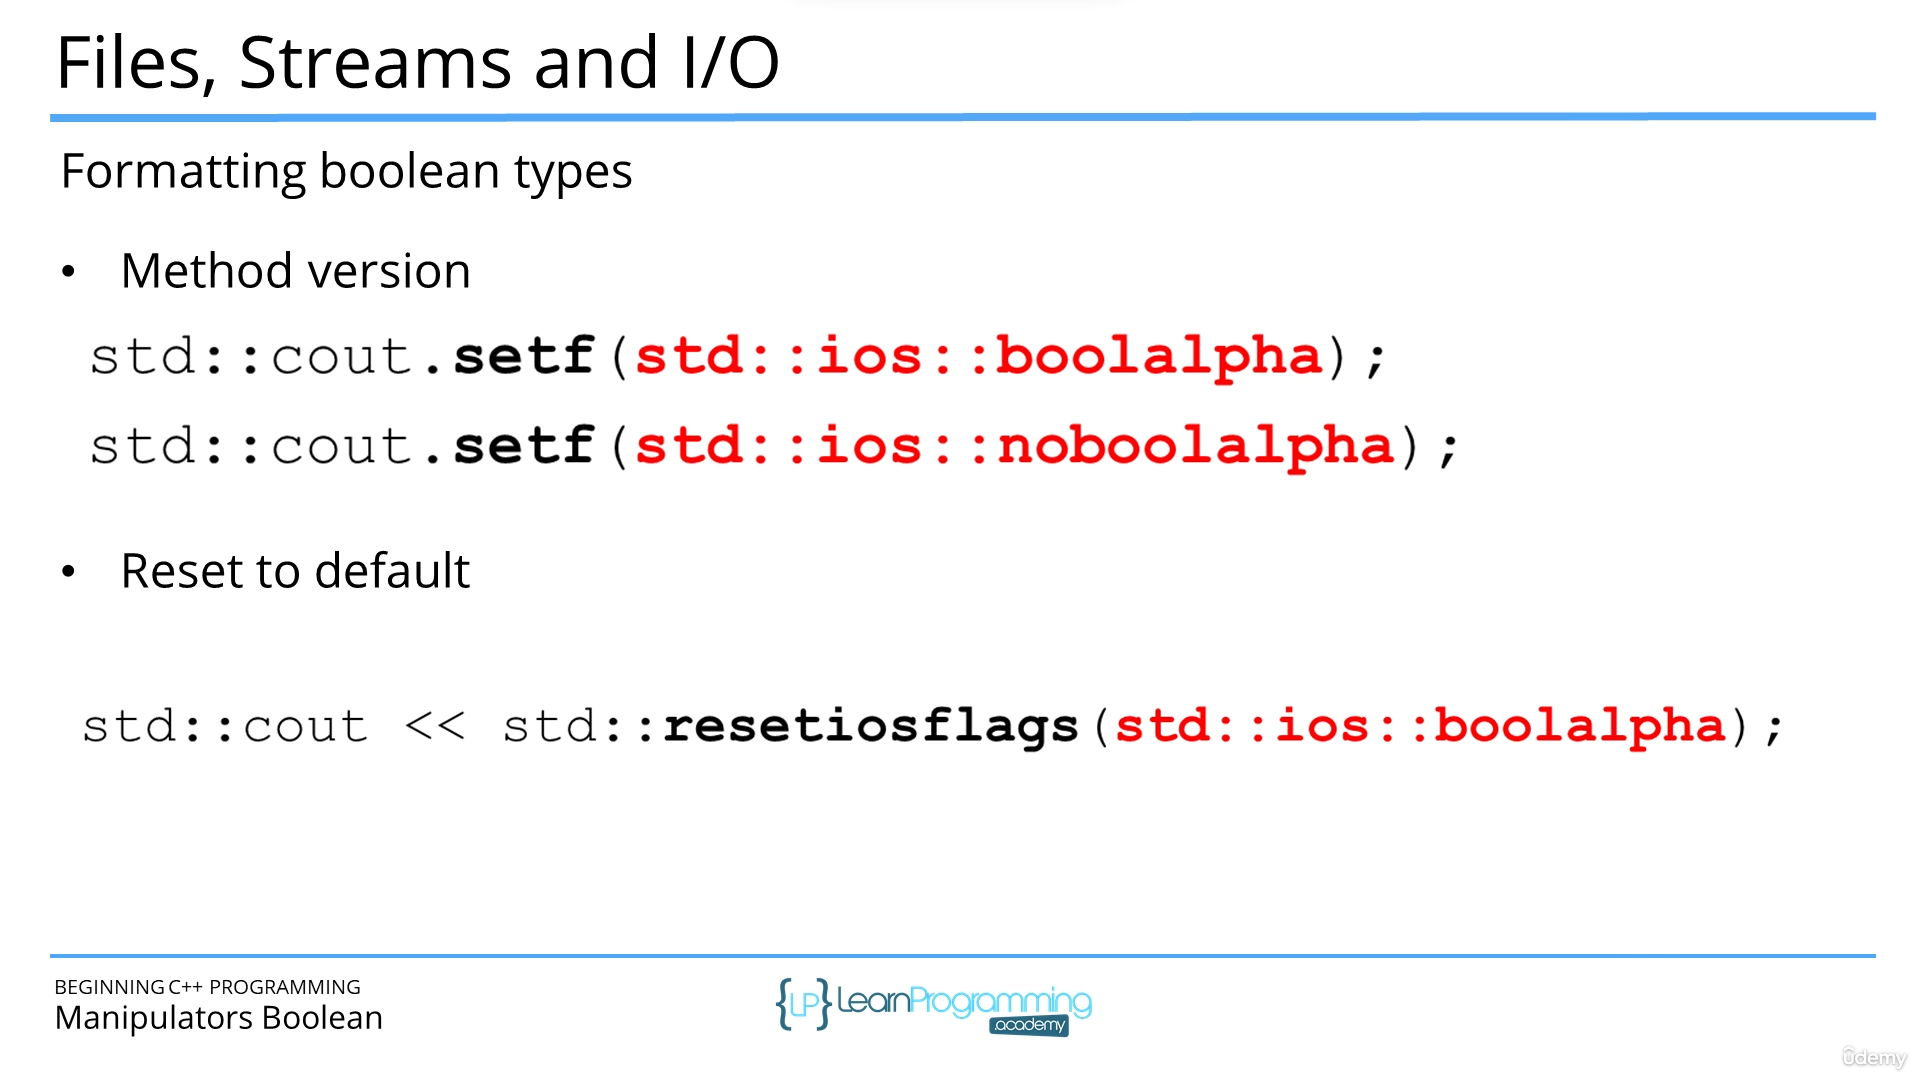 Files, Streams and I/O
Formatting boolean types
• Method version
std::cout.setf(std::ios::boolalpha);
std::cout.setf(std::ios::noboolalpha);
• Reset to default
std::cout << std::resetiosflags(std::ios::boolalpha);
BEGINNING C++ PROGRAMMING
Manipulators Boolean
{LP} LearnProgramming
academy
ûdemy